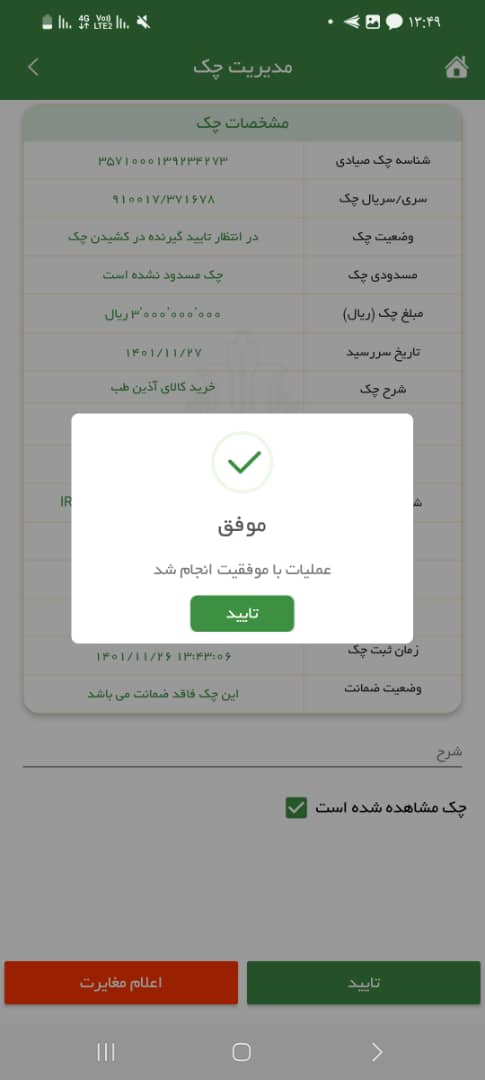 ۱۳:۴۹
4G Vo)) LTE2
مدیریت چک
مشخصات چک
شناسه چک صیادی ۳۵۷۱۰۰۰۱۳۹۲۳۴۲۷۳
سری/سریال چک ۹۱۰۰۱۷/۳۷۱۶۷۸
وضعیت چک در انتظار تایید گیرنده در کشیدن چک
مسدودی چک چک مسدود نشده است
مبلغ چک (ریال) ۳٬۰۰۰٬۰۰۰٬۰۰۰ ریال
تاریخ سررسید ۱۴۰۱/۱۱/۲۷
شرح چک خرید کالای آذین طب
IR
موفق
عملیات با موفقیت انجام شد
تایید
زمان ثبت چک ۱۴۰۱/۱۱/۲۶ ۱۳:۴۳:۰۶
وضعیت ضمانت این چک فاقد ضمانت می باشد
شرح
چک مشاهده شده است
تایید
اعلام مغایرت